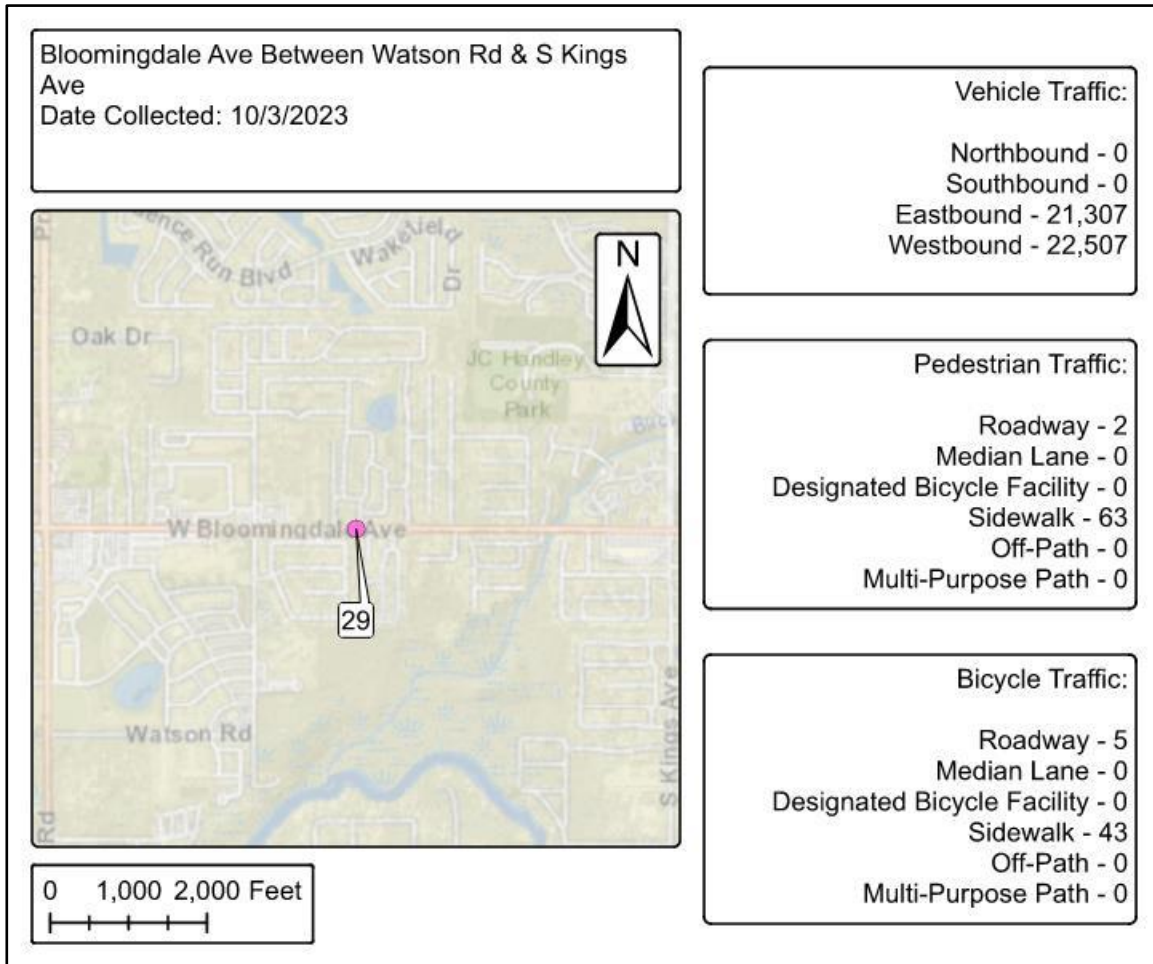 Bloomingdale Ave Between Watson Rd & S Kings
Ave
Date Collected: 10/3/2023
Vehicle Traffic:
Northbound - 0
Southbound - 0
Eastbound - 21,307
Westbound - 22,507
Pedestrian Traffic:
Roadway - 2
Median Lane - 0
Designated Bicycle Facility - 0
Sidewalk - 63
Off-Path - 0
Multi-Purpose Path - 0
Bicycle Traffic:
Roadway - 5
Median Lane - 0
Designated Bicycle Facility - 0
Sidewalk - 43
Off-Path - 0
Multi-Purpose Path - 0
Run Blvd
Wakefield
Dr
N
Oak Dr
JC Handley
County
Park
W Bloomingdale Ave
29
Watson Rd
S Kings Ave
Rd
0 1,000 2,000 Feet